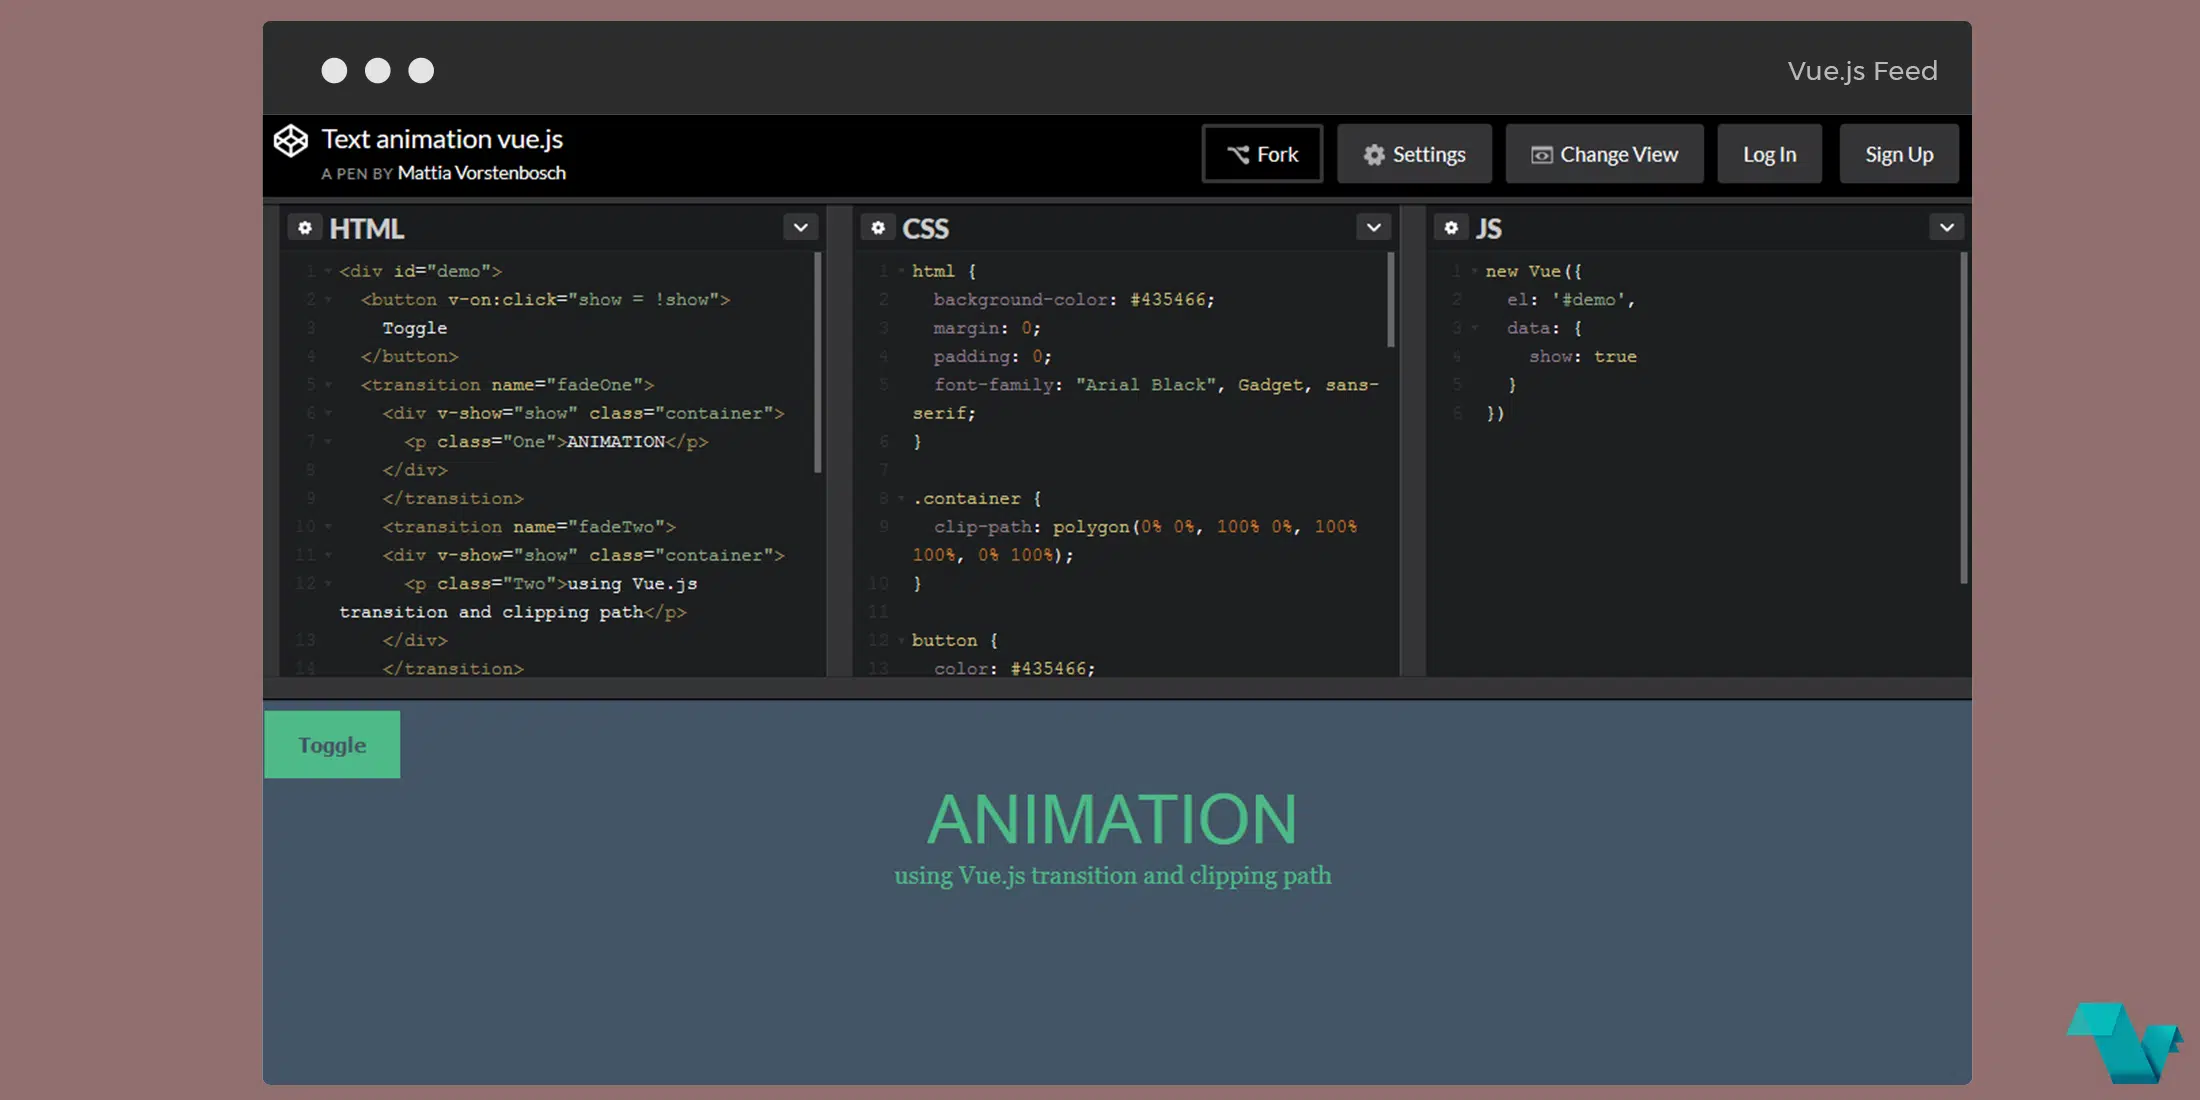 Vue.js Feed
Text animation vue.js
A PEN BY Mattia Vorstenbosch
Fork
Settings
Change View
Log In
Sign Up
HTML
1 <div id="demo">
2 <button v-on:click="show = !show">
3 Toggle
4 </button>
5 <transition name="fadeOne">
6 <div v-show="show" class="container">
7 <p class="One">ANIMATION</p>
8 </div>
9 </transition>
10 <transition name="fadeTwo">
11 <div v-show="show" class="container">
12 <p class="Two">using Vue.js
transition and clipping path</p>
13 </div>
14 </transition>
CSS
1 html {
2 background-color: #435466;
3 margin: 0;
4 padding: 0;
5 font-family: "Arial Black", Gadget, sans-
serif;
6 }
7
8 .container {
9 clip-path: polygon(0% 0%, 100% 0%, 100%
100%, 0% 100%);
10 }
11
12 button {
13 color: #435466;
JS
1 new Vue({
2 el: '#demo',
3 data: {
4 show: true
5 }
6 })
Toggle
ANIMATION
using Vue.js transition and clipping path